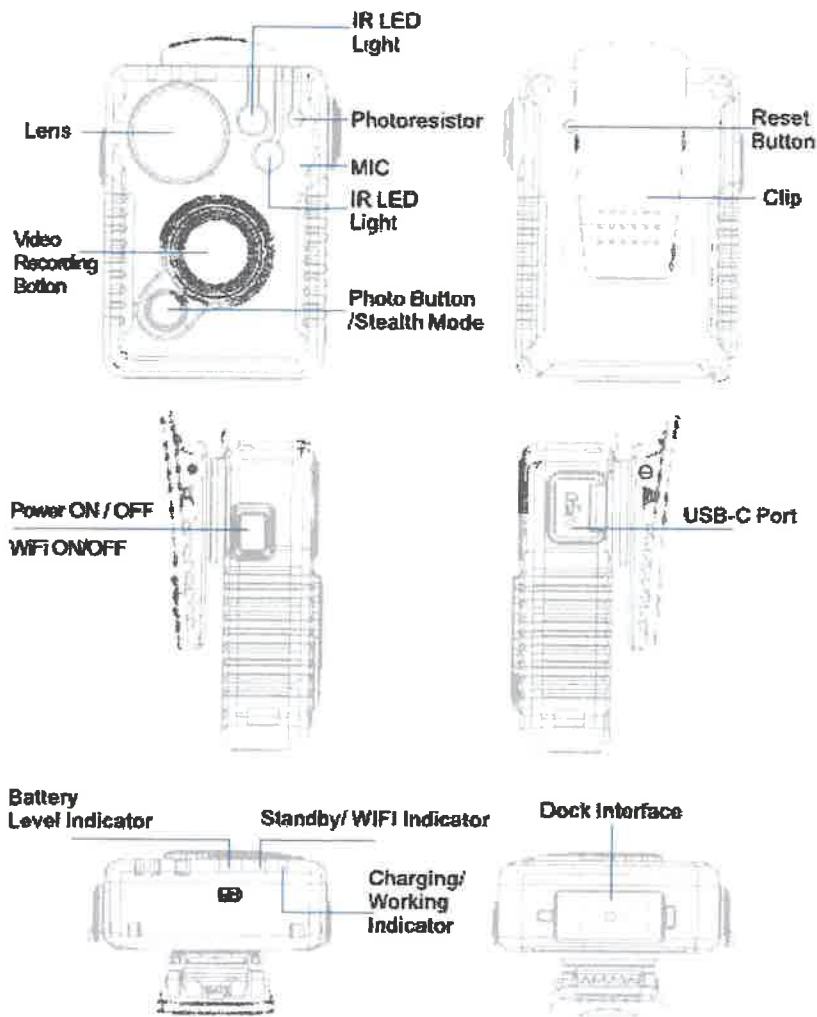 IR LED
Light
Lens
Photoresistor
MIC
IR LED
Light
Video
Recording
Botton
Photo Button
/Stealth Mode
Reset
Button
Clip
Power ON / OFF
WiFi ON/OFF
USB-C Port
Battery
Level Indicator
Standby/ WIFI Indicator
Charging/
Working
Indicator
Dock Interface